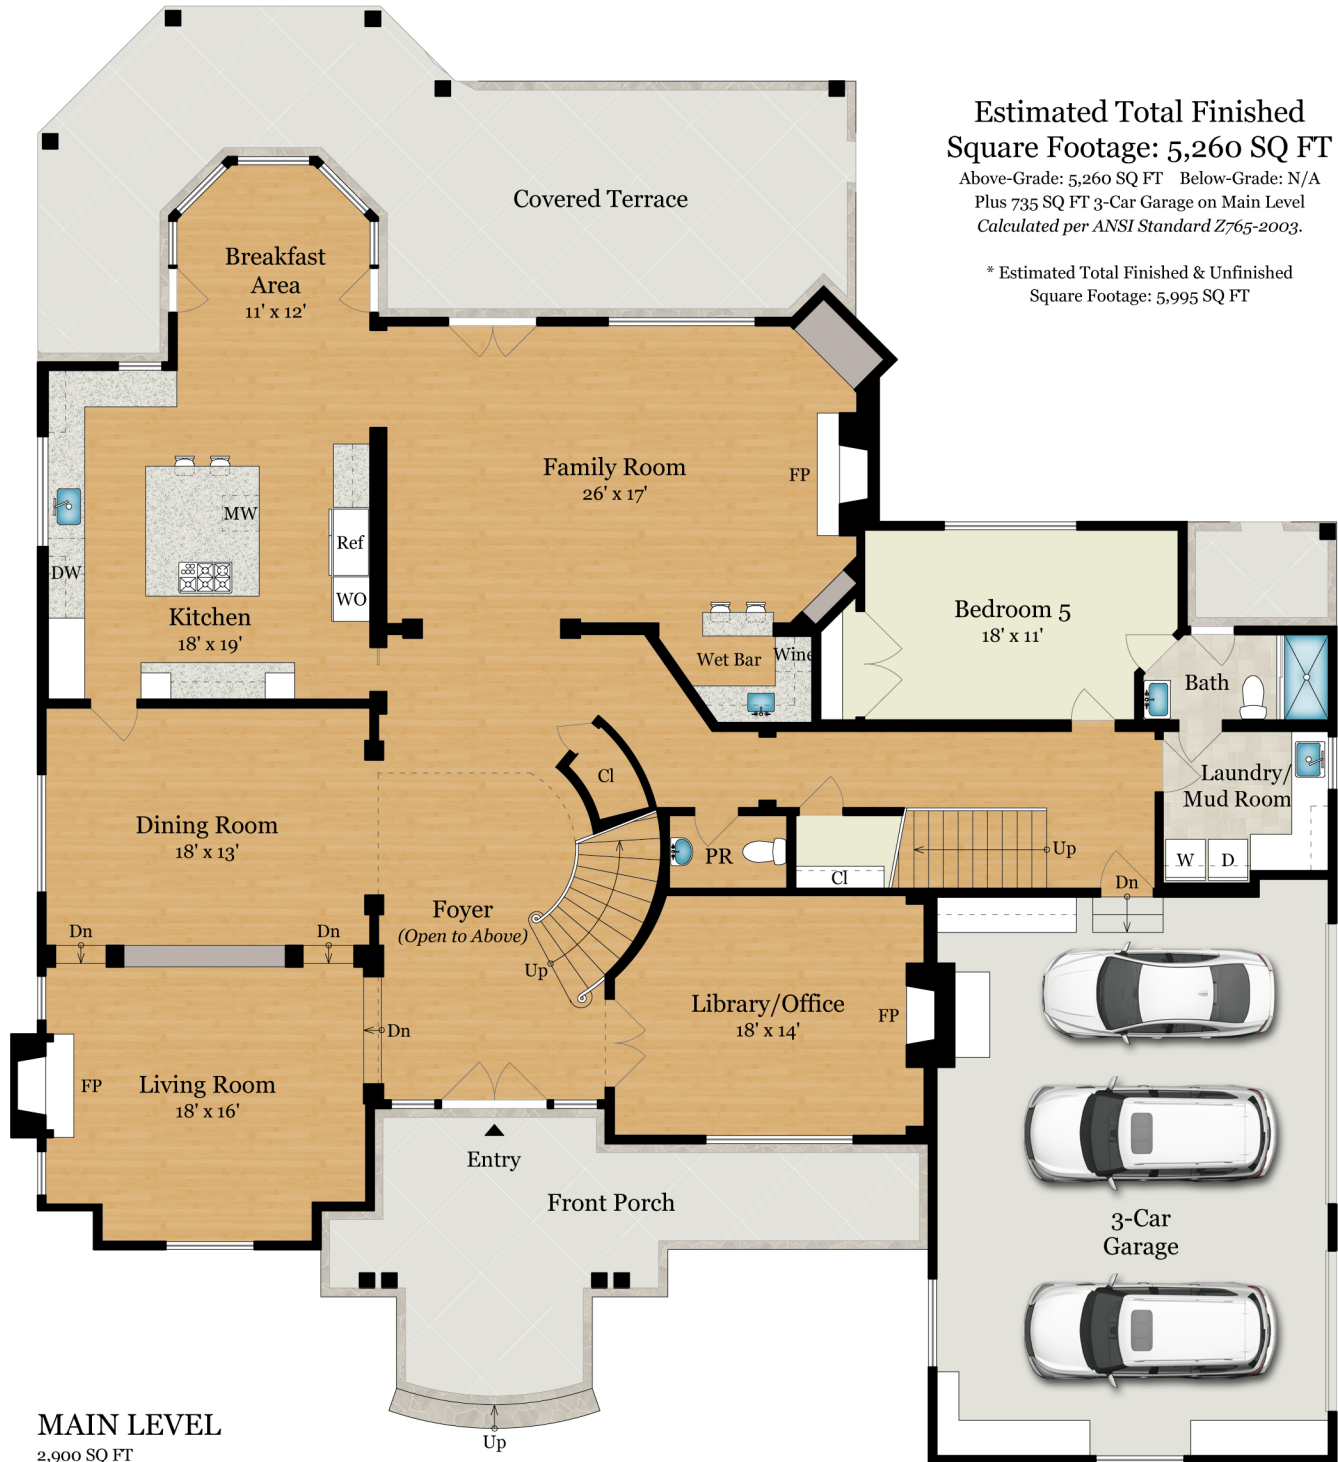 Estimated Total Finished
Square Footage: 5,260 SQ FT
Above-Grade: 5,260 SQ FT Below-Grade: N/A
Plus 735 SQ FT 3-Car Garage on Main Level
Calculated per ANSI Standard Z765-2003.
* Estimated Total Finished & Unfinished
Square Footage: 5,995 SQ FT
Covered Terrace
Breakfast
Area
11' x 12'
Family Room
26' x 17'
FP
MW
Ref
DW
WO
Kitchen
18' x 19'
Bedroom 5
18' x 11'
Wet Bar
Wine
Bath
Cl
Laundry/
Mud Room
Dining Room
18' x 13'
PR
Up
W
D
Cl
Dn
Foyer
(Open to Above)
Dn
Dn
Up
Library/Office
18' x 14'
FP
Dn
FP
Living Room
18' x 16'
Entry
Front Porch
3-Car
Garage
Up
MAIN LEVEL
2,900 SQ FT